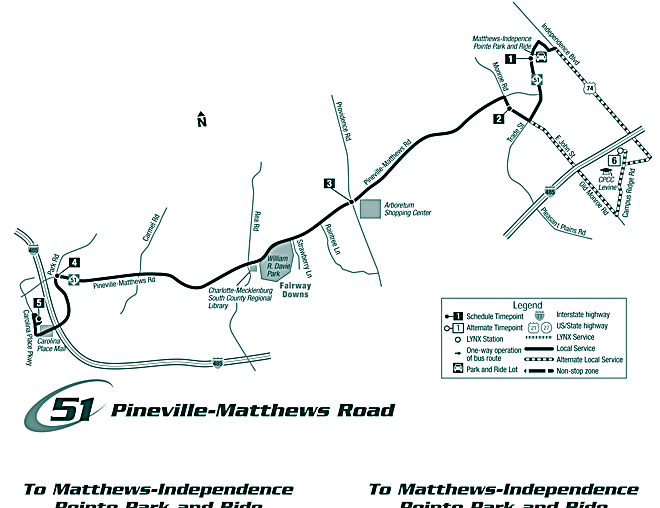 Independence Blvd
Matthews-Indepence
Pointe Park and Ride
1
Monroe Rd
51
74
2
Trade St
E John St
6
CPCC
Levine
Campus Ridge Rd
Old Monroe Rd
485
Pleasant Plains Rd
N
Providence Rd
Pineville-Matthews Rd
3
Arboretum
Shopping Center
Raintree Ln
Strawberry Ln
Rea Rd
Carmel Rd
William
R. Davie
Park
Fairway
Downs
Charlotte-Mecklenburg
South County Regional
Library
485
Park Rd
4
51
Pineville-Matthews Rd
5
Carolina Place Pkwy
Carolina
Place Mall
485
Legend
1 Schedule Timepoint
1 Alternate Timepoint
LYNX Station
One-way operation
of bus route
Park and Ride Lot
77 Interstate highway
21 27 US/State highway
LYNX Service
Local Service
Alternate Local Service
Non-stop zone
51 Pineville-Matthews Road
To Matthews-Independence
Pointe Park and Ride
To Matthews-Independence
Pointe Park and Ride